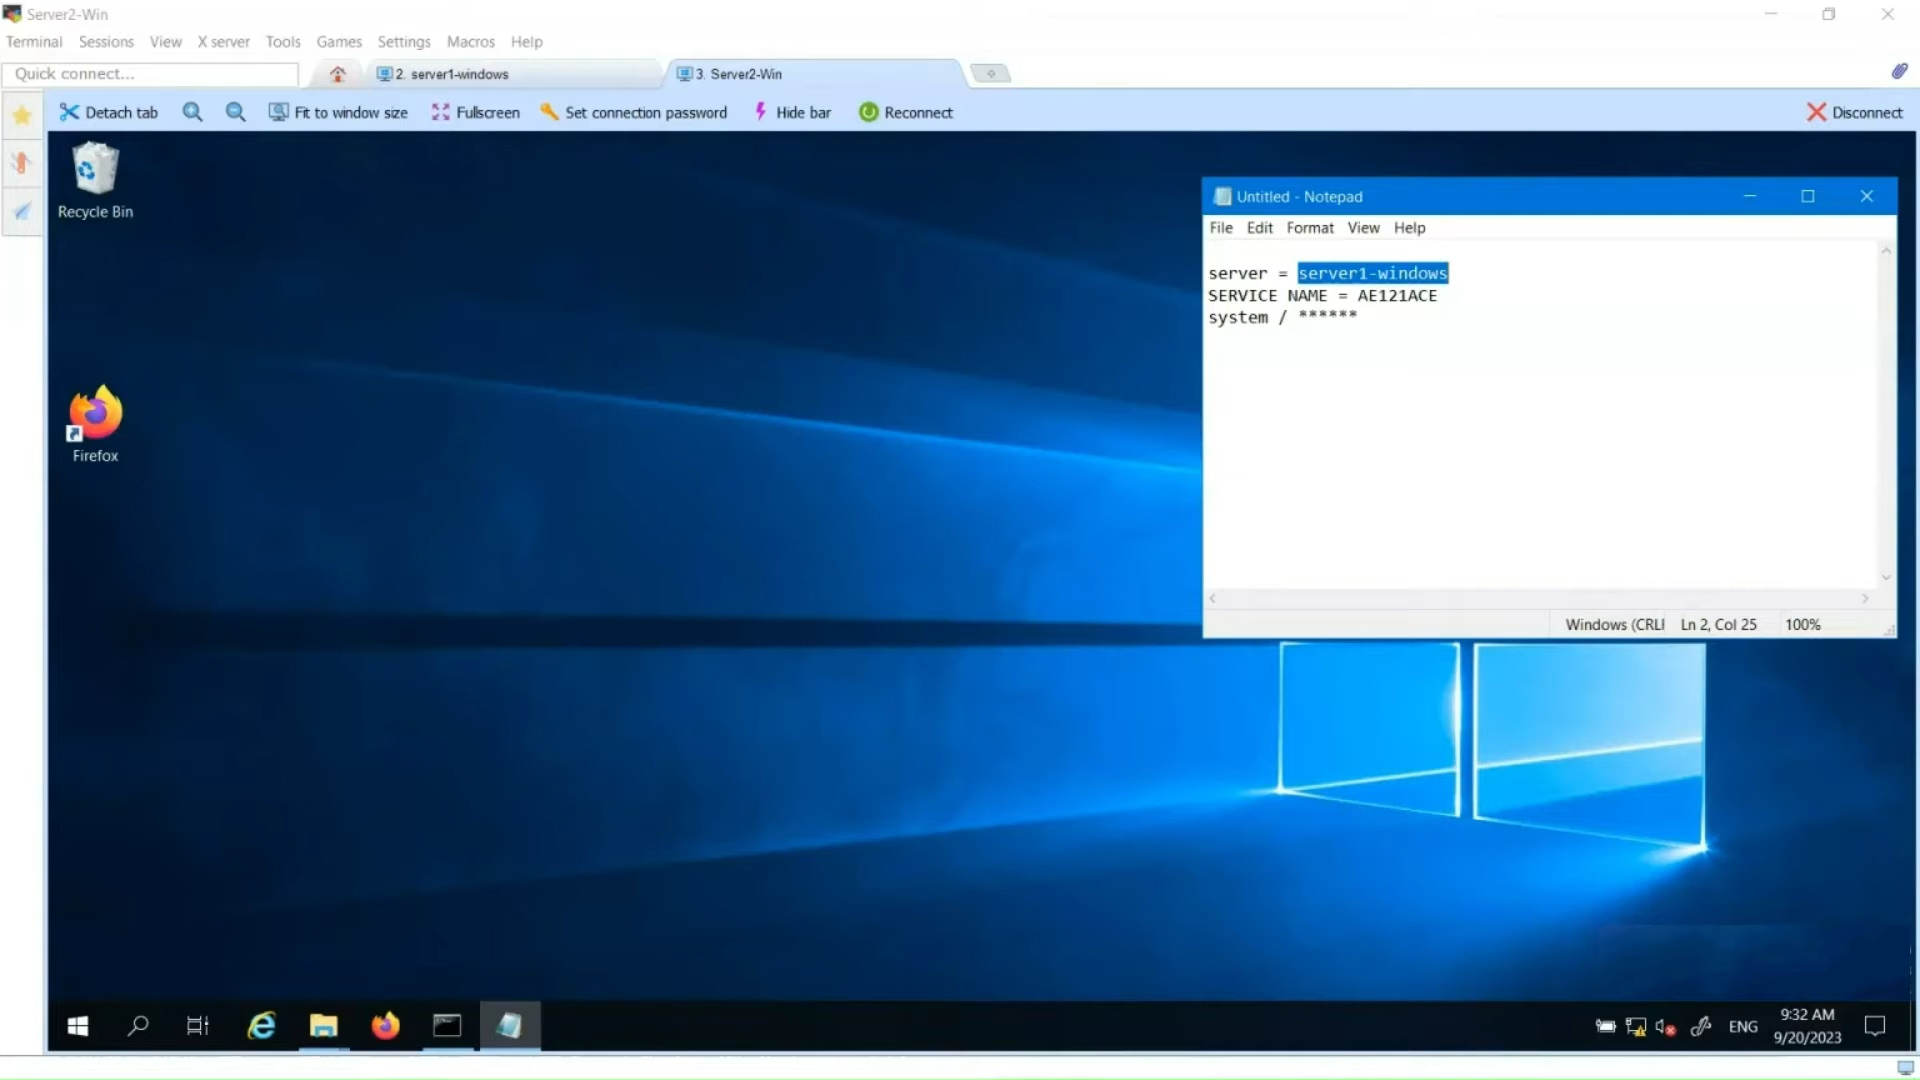 Server2-Win
Terminal Sessions View X server Tools Games Settings Macros Help
Quick connect... 2. server1-windows 3. Server2-Win
Detach tab Fit to window size Fullscreen Set connection password Hide bar Reconnect Disconnect
Recycle Bin
Untitled - Notepad
File Edit Format View Help
server = server1-windows
SERVICE NAME = AE121ACE
system / ******
Firefox
Windows (CRLF Ln 2, Col 25 100%
ENG
9:32 AM
9/20/2023